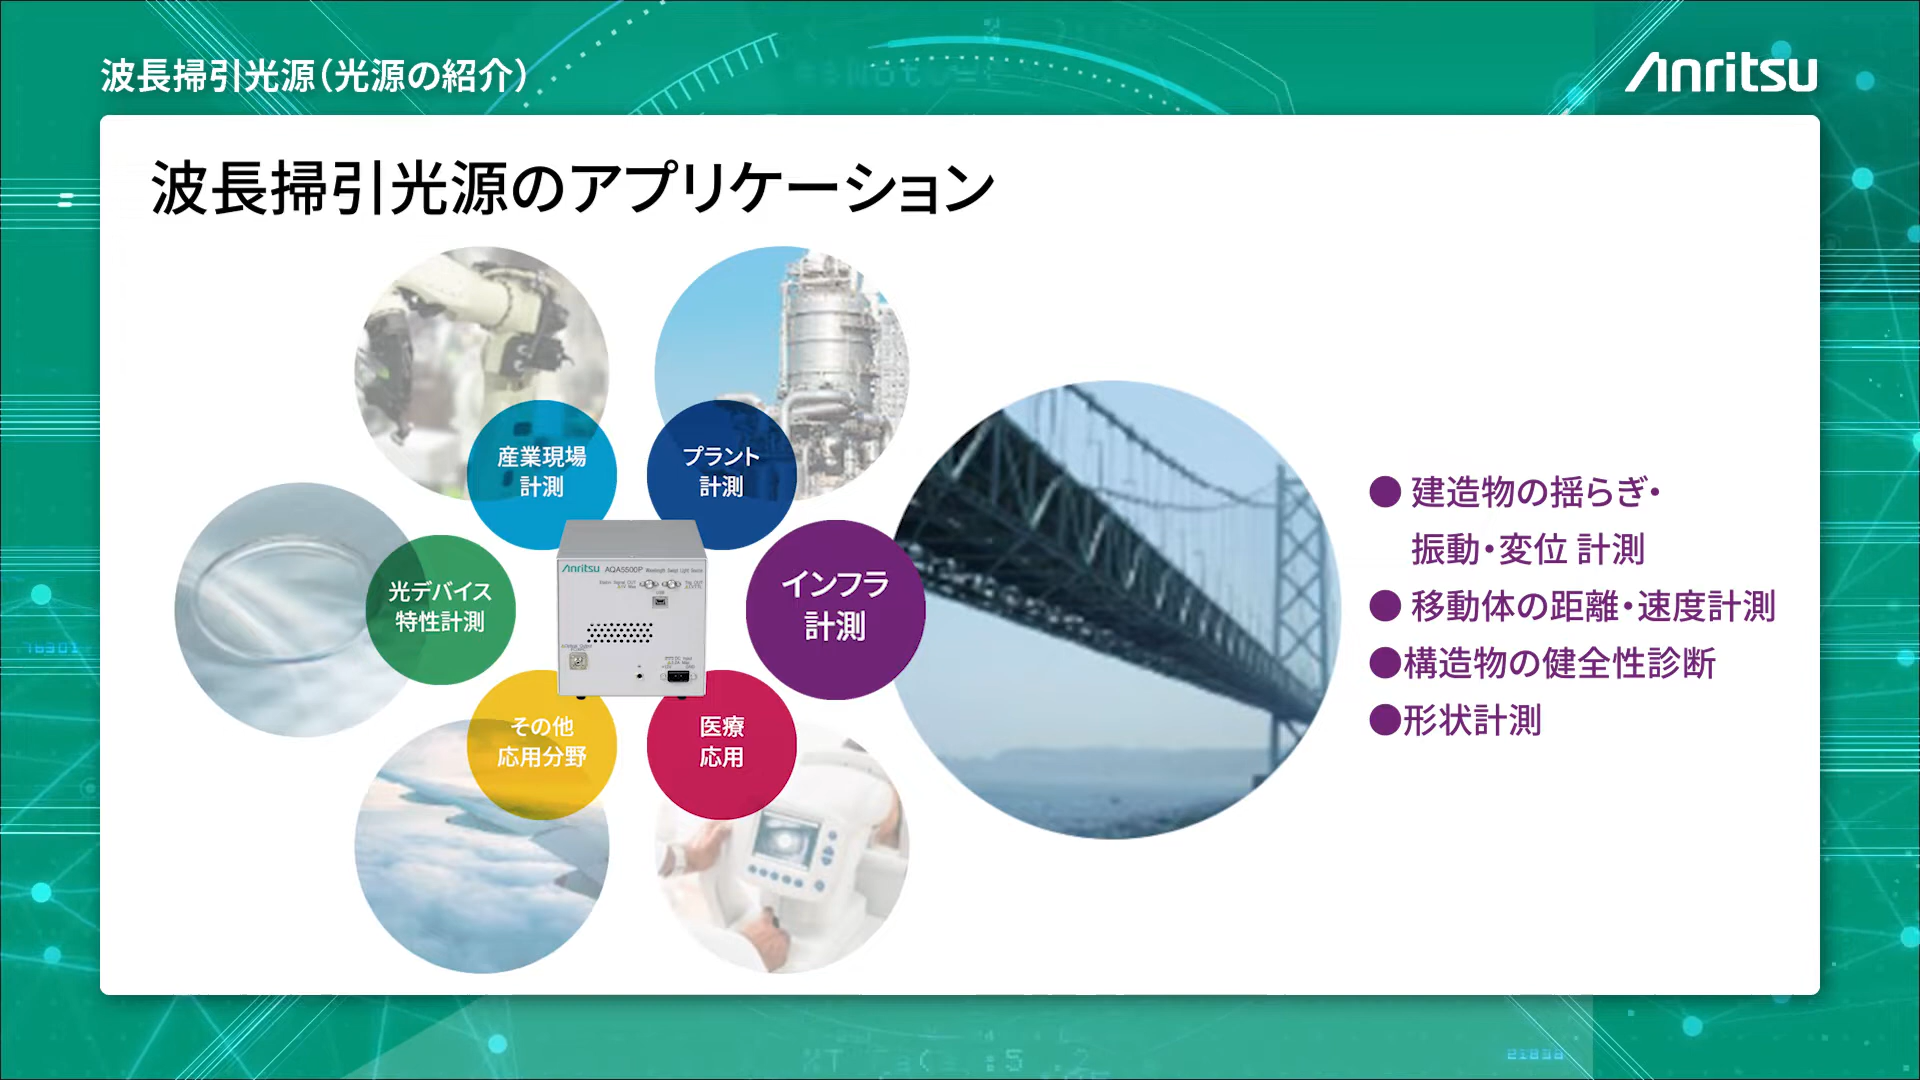 波長掃引光源（光源の紹介）
Anritsu
波長掃引光源のアプリケーション
産業現場
計測
プラント
計測
光デバイス
特性計測
Anritsu AQA5500P Wavelength Swept Light Source
インフラ
計測
その他
応用分野
医療
応用
● 建造物の揺らぎ・
振動・変位 計測
● 移動体の距離・速度計測
●構造物の健全性診断
●形状計測